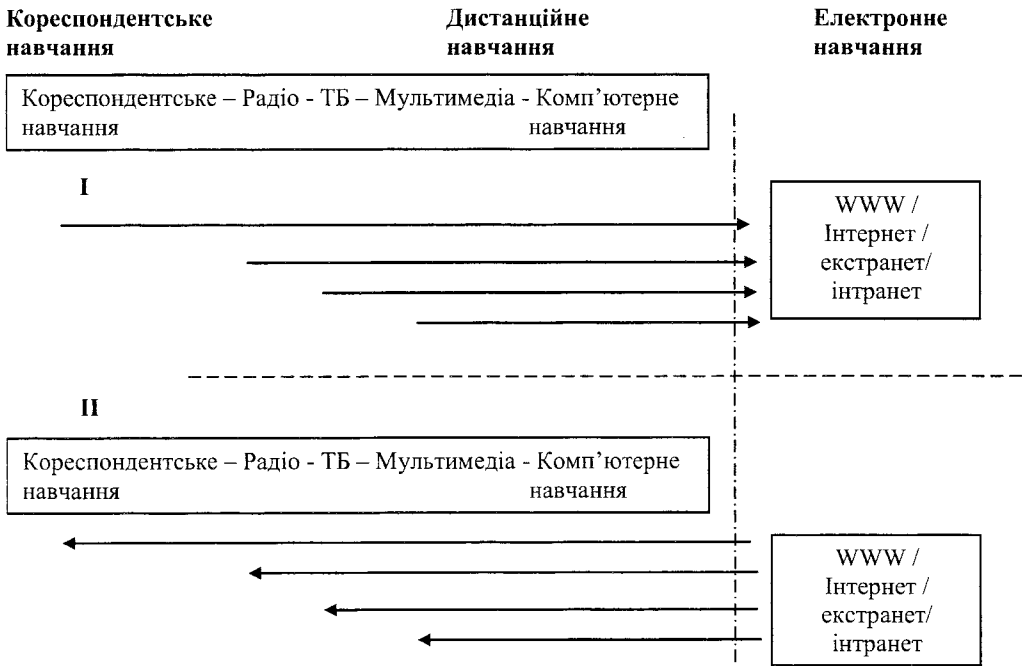 Кореспондентське
навчання
Дистанційне
навчання
Електронне
навчання
Кореспондентське – Радіо - ТБ – Мультимедіа - Комп’ютерне
навчання навчання
I
WWW /
Інтернет /
екстранет/
інтранет
II
Кореспондентське – Радіо - ТБ – Мультимедіа - Комп’ютерне
навчання навчання
WWW /
Інтернет /
екстранет/
інтранет